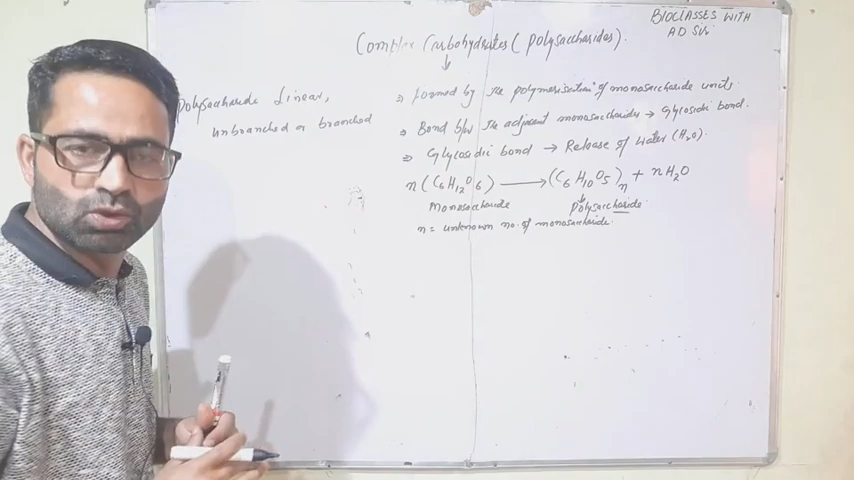 BIOCLASSES WITH
AD SIR
Complex Carbohydrates (polysaccharides).
Polysaccharide Linear,
unbranched or branched
⇒ formed by the polymerisation of monosaccharide units.
⇒ Bond b/w the adjacent monosaccharides → Glycosidic bond.
⇒ Glycosidic bond → Release of water (H₂O).
n(C₆H₁₂O₆) → (C₆H₁₀O₅)ₙ + nH₂O
Monosaccharide polysaccharide
n = unknown no. of monosaccharide.